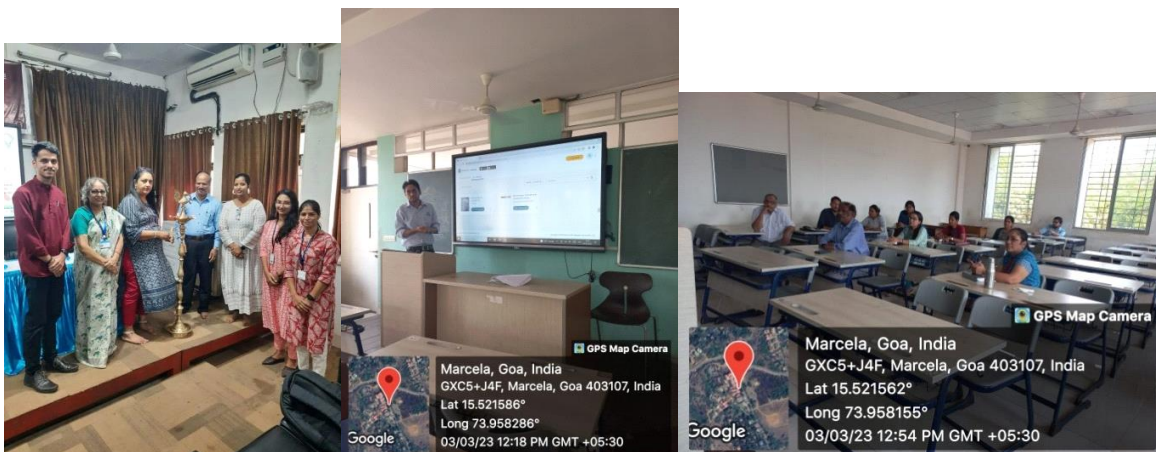 GPS Map Camera
Marcela, Goa, India
GXC5+J4F, Marcela, Goa 403107, India
Lat 15.521586°
Long 73.958286°
03/03/23 12:18 PM GMT +05:30
Google
GPS Map Camera
Marcela, Goa, India
GXC5+J4F, Marcela, Goa 403107, India
Lat 15.521562°
Long 73.958155°
03/03/23 12:54 PM GMT +05:30
Google